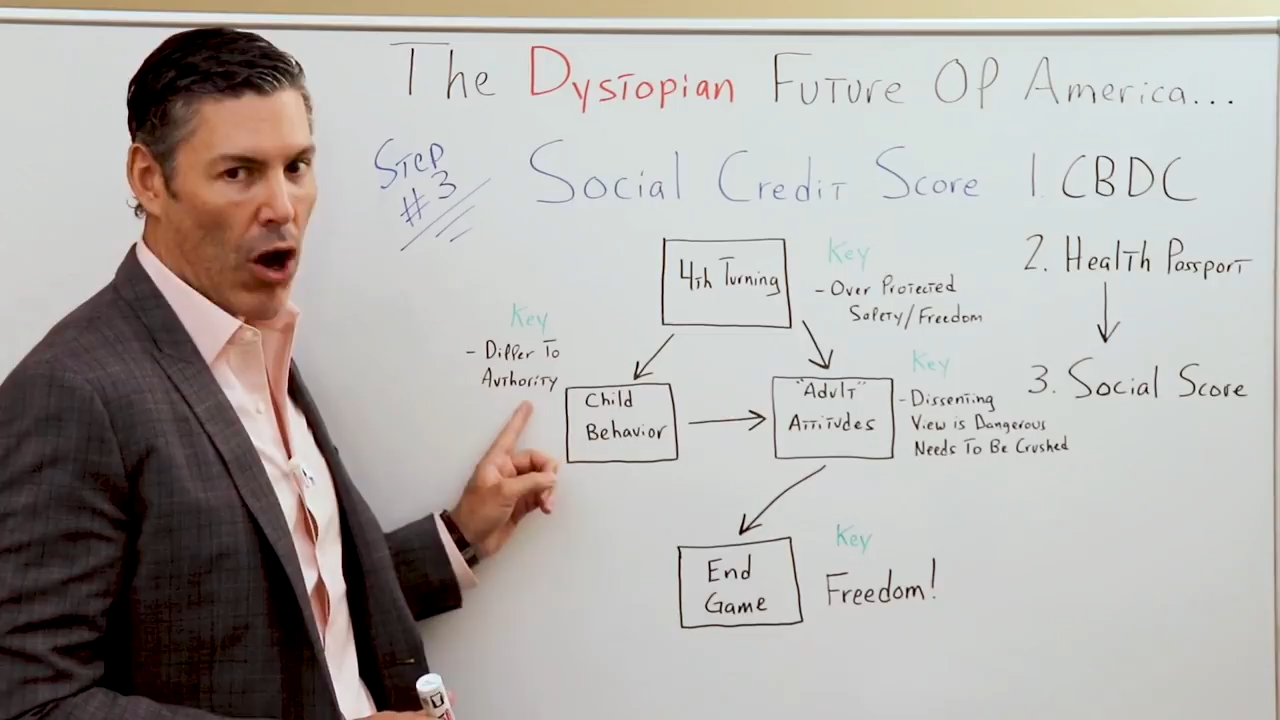 The Dystopian Future Of America...
Step
#3
Social Credit Score
1. CBDC
2. Health Passport
3. Social Score
4th Turning
Key
- Over Protected
Safety/Freedom
Key
- Differ To
Authority
Child
Behavior
"Adult"
Attitudes
Key
- Dissenting
View is Dangerous
Needs To Be Crushed
End
Game
Key
Freedom!